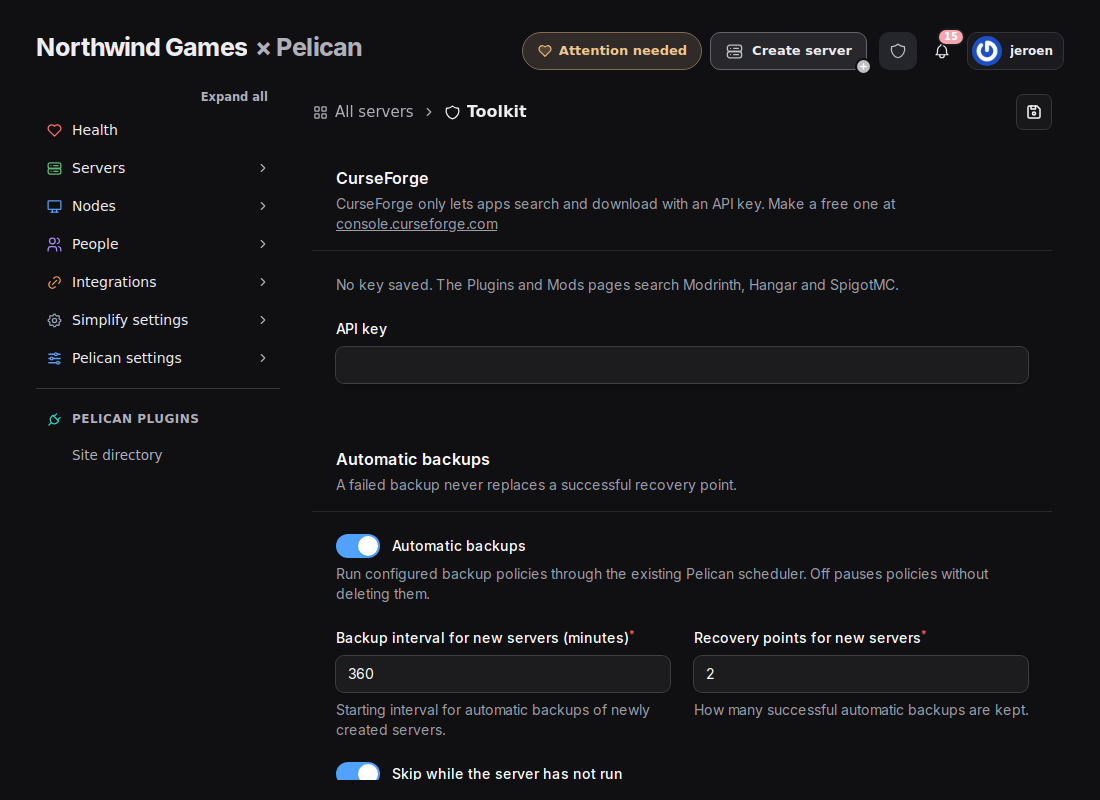 Northwind Games × Pelican
Attention needed
Create server
15
jeroen
Expand all
Health
Servers
Nodes
People
Integrations
Simplify settings
Pelican settings
PELICAN PLUGINS
Site directory
All servers
Toolkit
CurseForge
CurseForge only lets apps search and download with an API key. Make a free one at
console.curseforge.com
No key saved. The Plugins and Mods pages search Modrinth, Hangar and SpigotMC.
API key
Automatic backups
A failed backup never replaces a successful recovery point.
Automatic backups
Run configured backup policies through the existing Pelican scheduler. Off pauses policies without
deleting them.
Backup interval for new servers (minutes)*
Recovery points for new servers*
360
2
Starting interval for automatic backups of newly
created servers.
How many successful automatic backups are kept.
Skip while the server has not run